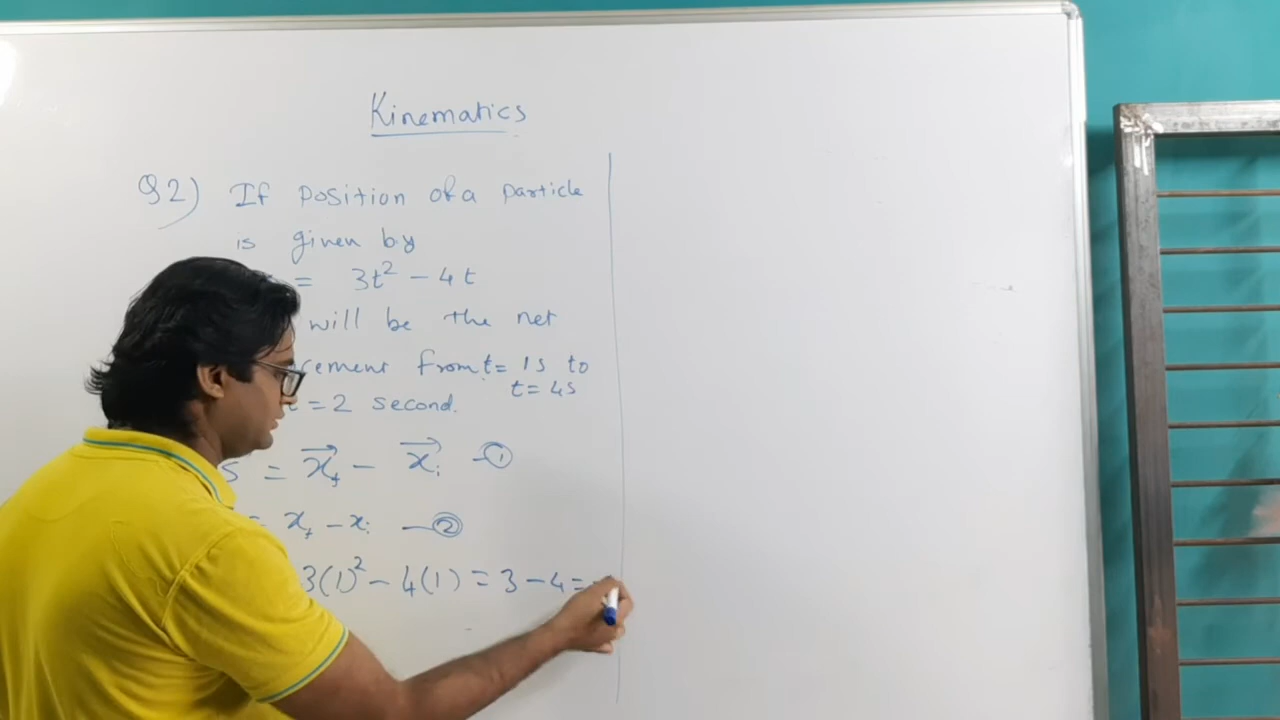 Kinematics
Q2) If position of a particle
is given by
= 3t² - 4t
will be the net
cement from t = 1s to
t = 4s
t = 2 second.
S = x⃗f - x⃗i —①
= xf - xi —②
3(1)² - 4(1) = 3 - 4 =